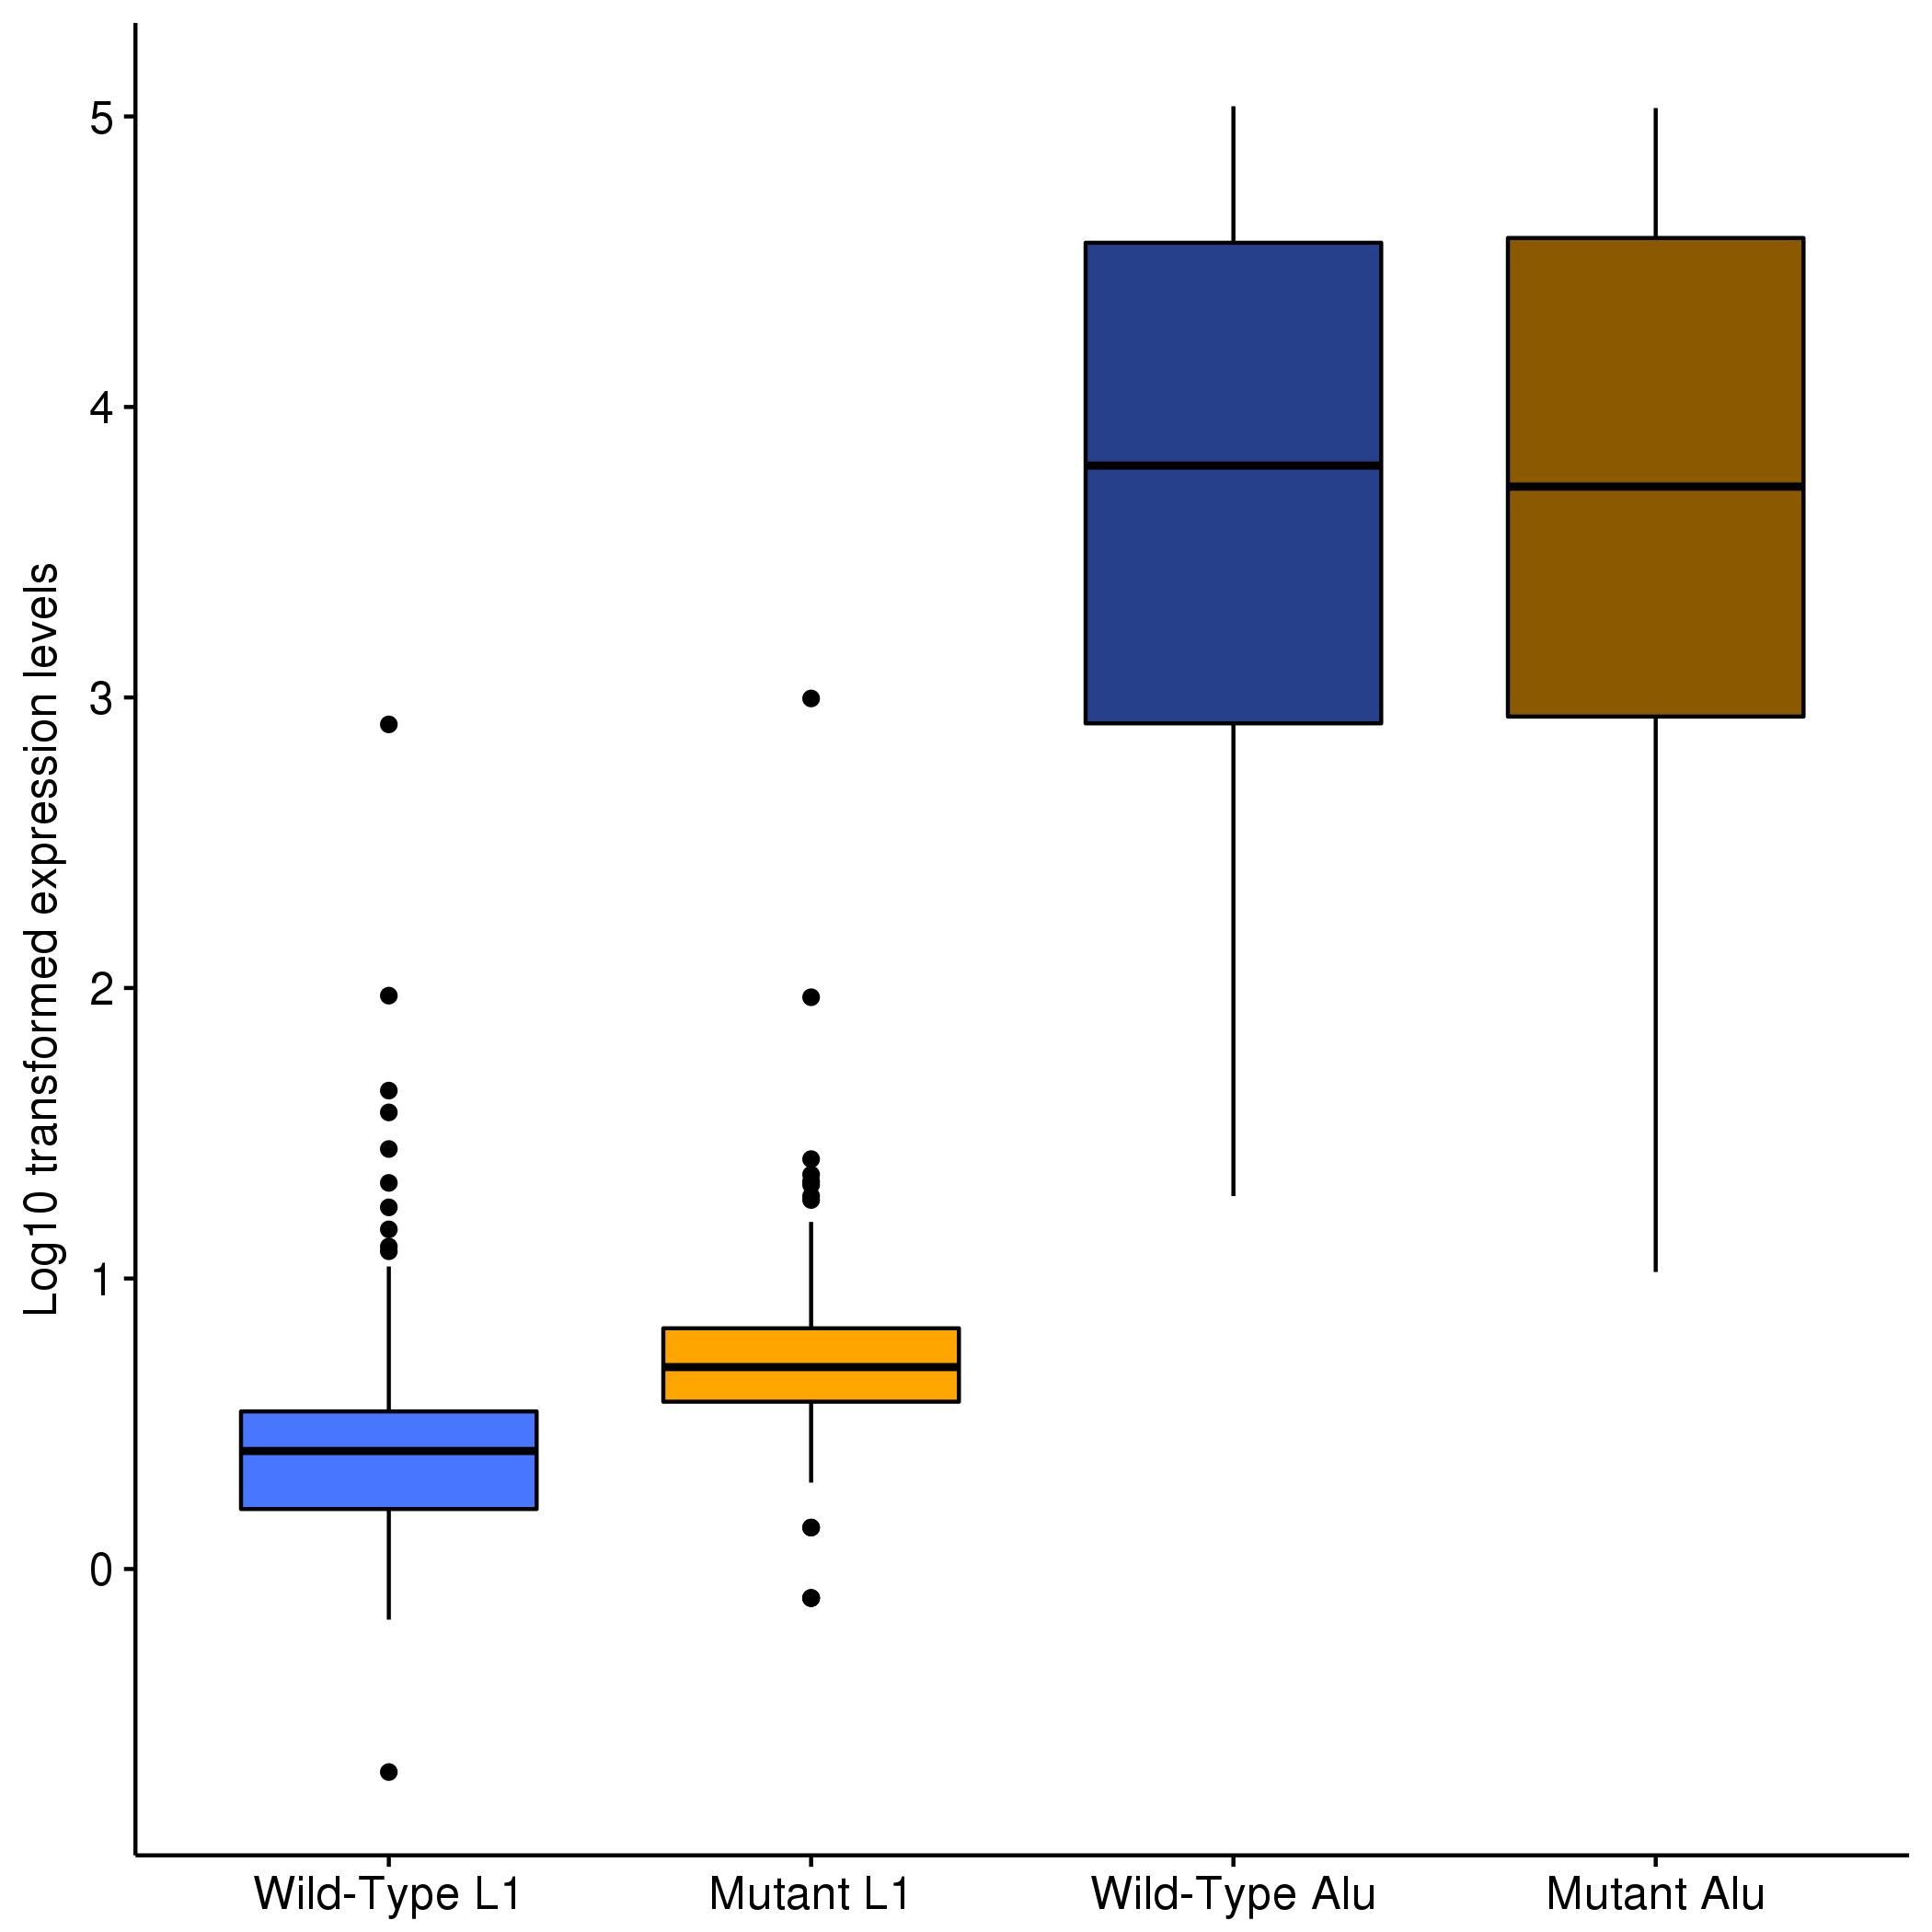 Log10 transformed expression levels
5
4
3
2
1
0
Wild-Type L1
Mutant L1
Wild-Type Alu
Mutant Alu